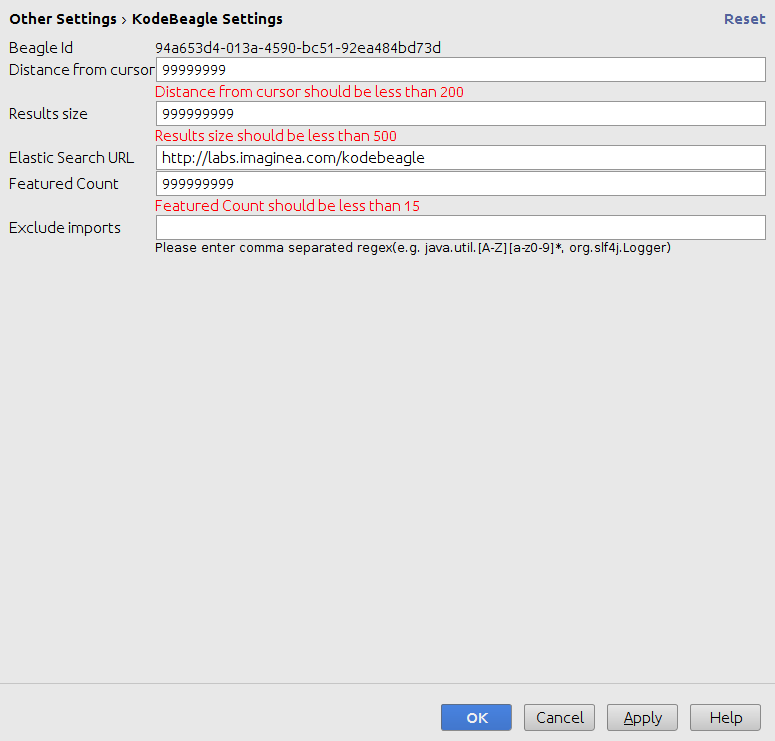 Other Settings › KodeBeagle Settings Reset
Beagle Id 94a653d4-013a-4590-bc51-92ea484bd73d
Distance from cursor 99999999
Distance from cursor should be less than 200
Results size 999999999
Results size should be less than 500
Elastic Search URL http://labs.imaginea.com/kodebeagle
Featured Count 999999999
Featured Count should be less than 15
Exclude imports
Please enter comma separated regex(e.g. java.util.[A-Z][a-z0-9]*, org.slf4j.Logger)
OK Cancel Apply Help